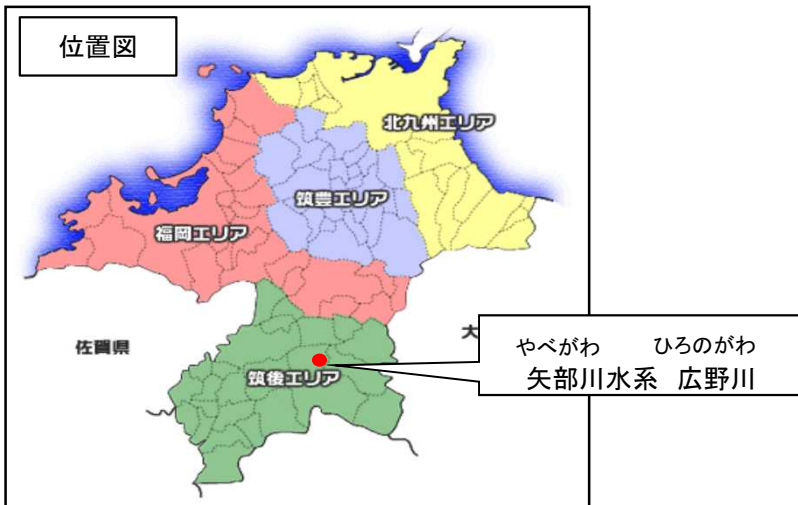 位置図
北九州エリア
筑豊エリア
福岡エリア
佐賀県
大
筑後エリア
やべがわ ひろのがわ
矢部川水系 広野川